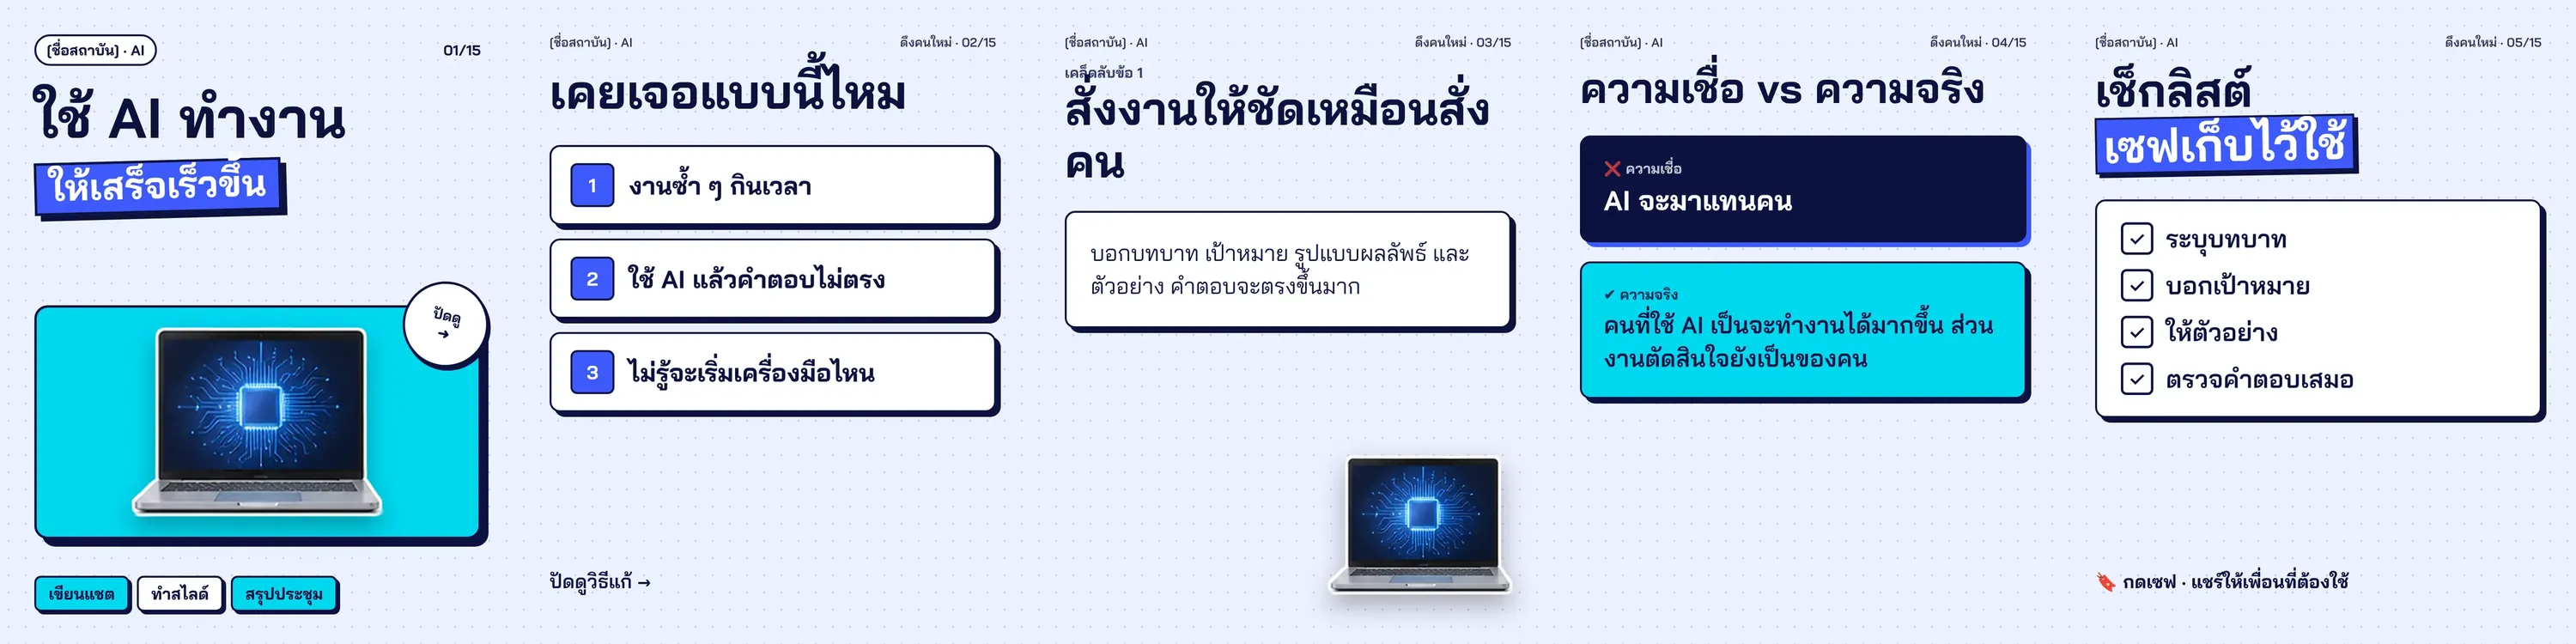 [ชื่อสถาบัน] · AI
01/15
ใช้ AI ทำงาน
ให้เสร็จเร็วขึ้น
ปัดดู
→
เขียนแชต
ทำสไลด์
สรุปประชุม
[ชื่อสถาบัน] · AI
ดึงคนใหม่ · 02/15
เคยเจอแบบนี้ไหม
1 งานซ้ำ ๆ กินเวลา
2 ใช้ AI แล้วคำตอบไม่ตรง
3 ไม่รู้จะเริ่มเครื่องมือไหน
ปัดดูวิธีแก้ →
[ชื่อสถาบัน] · AI
ดึงคนใหม่ · 03/15
เคล็ดลับข้อ 1
สั่งงานให้ชัดเหมือนสั่ง
คน
บอกบทบาท เป้าหมาย รูปแบบผลลัพธ์ และ
ตัวอย่าง คำตอบจะตรงขึ้นมาก
[ชื่อสถาบัน] · AI
ดึงคนใหม่ · 04/15
ความเชื่อ vs ความจริง
❌ ความเชื่อ
AI จะมาแทนคน
✔ ความจริง
คนที่ใช้ AI เป็นจะทำงานได้มากขึ้น ส่วน
งานตัดสินใจยังเป็นของคน
[ชื่อสถาบัน] · AI
ดึงคนใหม่ · 05/15
เช็กลิสต์
เซฟเก็บไว้ใช้
ระบุบทบาท
บอกเป้าหมาย
ให้ตัวอย่าง
ตรวจคำตอบเสมอ
🔖 กดเซฟ · แชร์ให้เพื่อนที่ต้องใช้